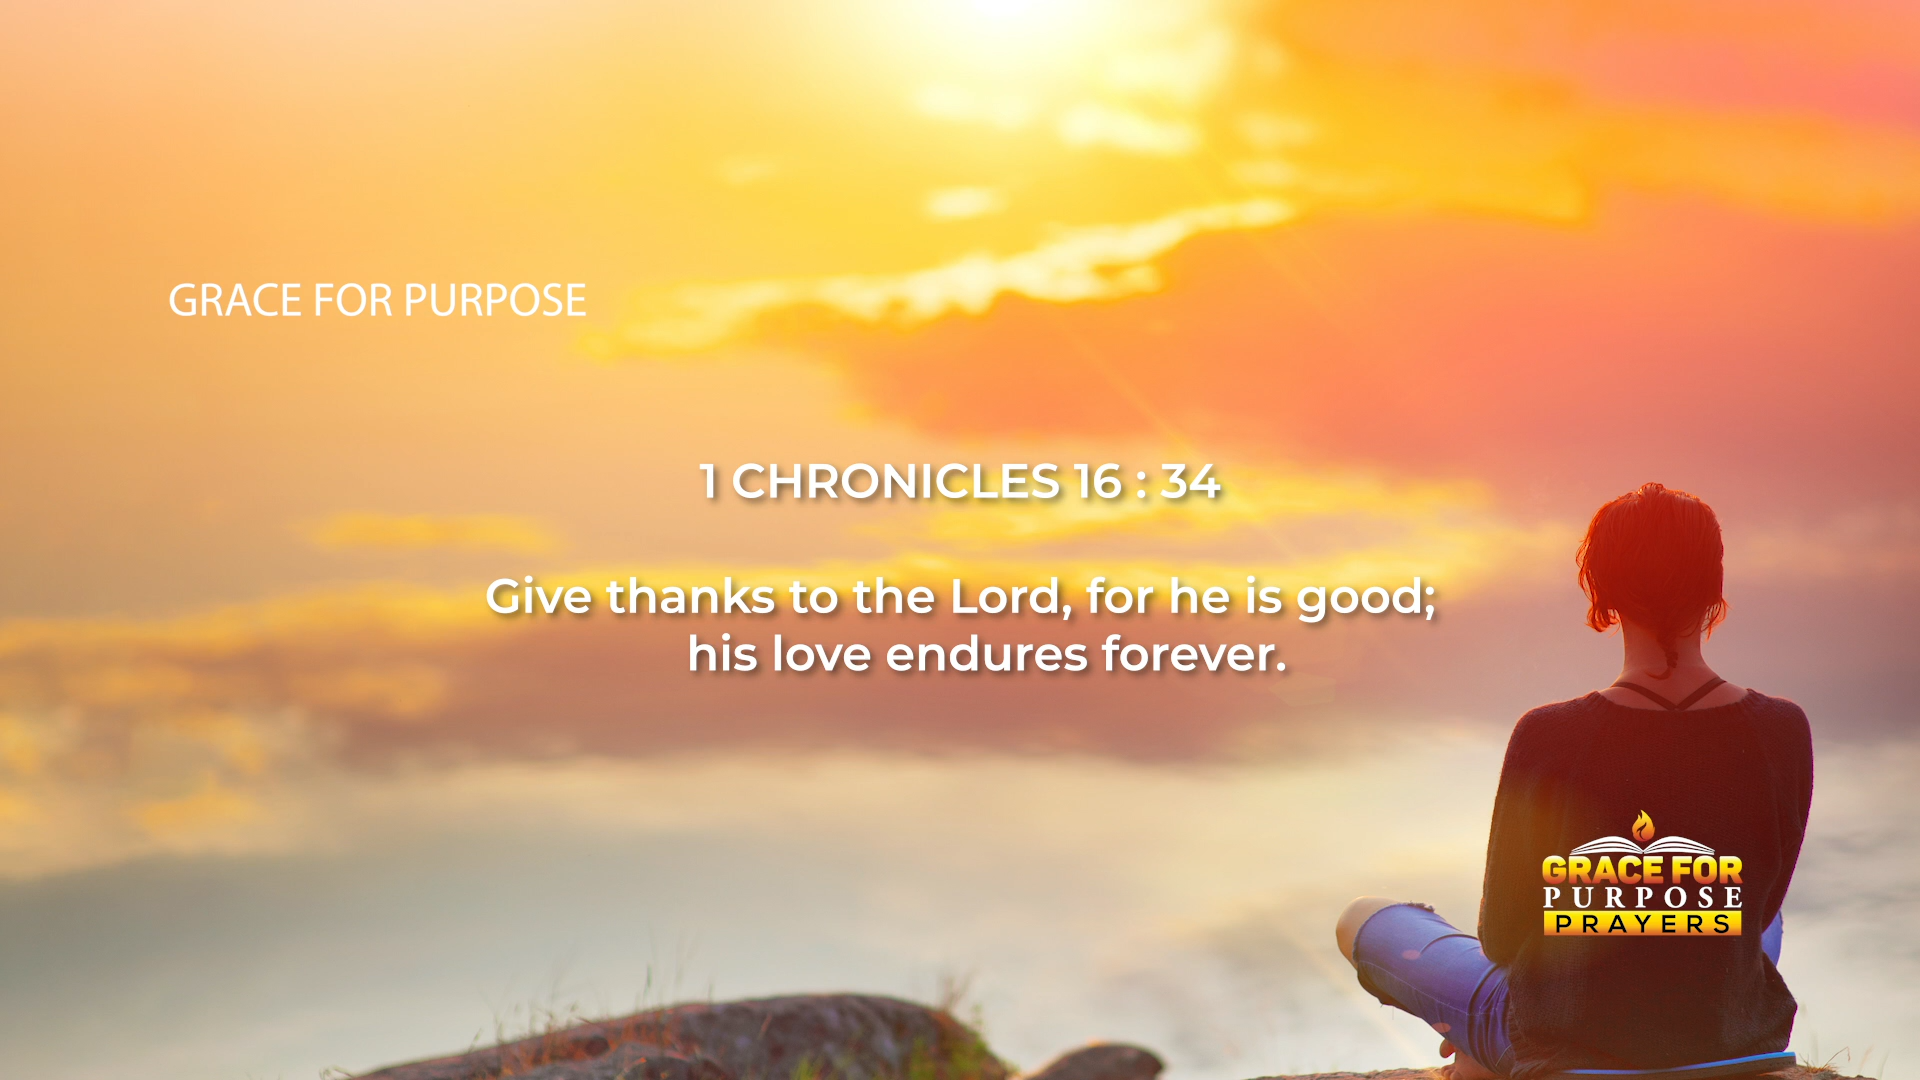 GRACE FOR PURPOSE
1 CHRONICLES 16 : 34
Give thanks to the Lord, for he is good;
his love endures forever.
GRACE FOR
PURPOSE
PRAYERS